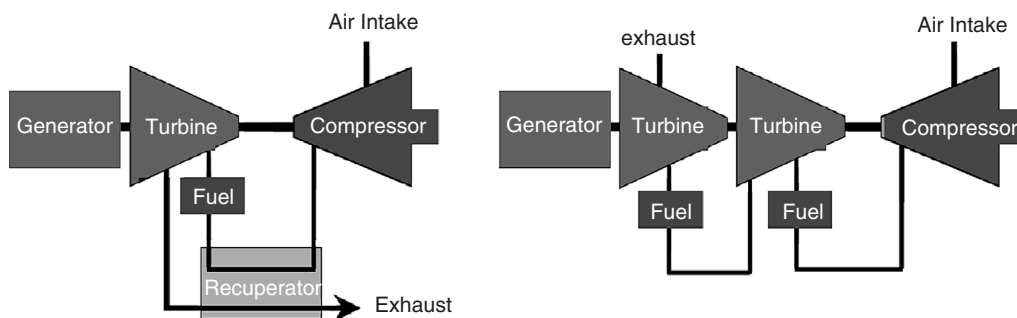 Air Intake
Generator
Turbine
Compressor
Fuel
Recuperator
Exhaust
exhaust
Air Intake
Generator
Turbine
Turbine
Compressor
Fuel
Fuel